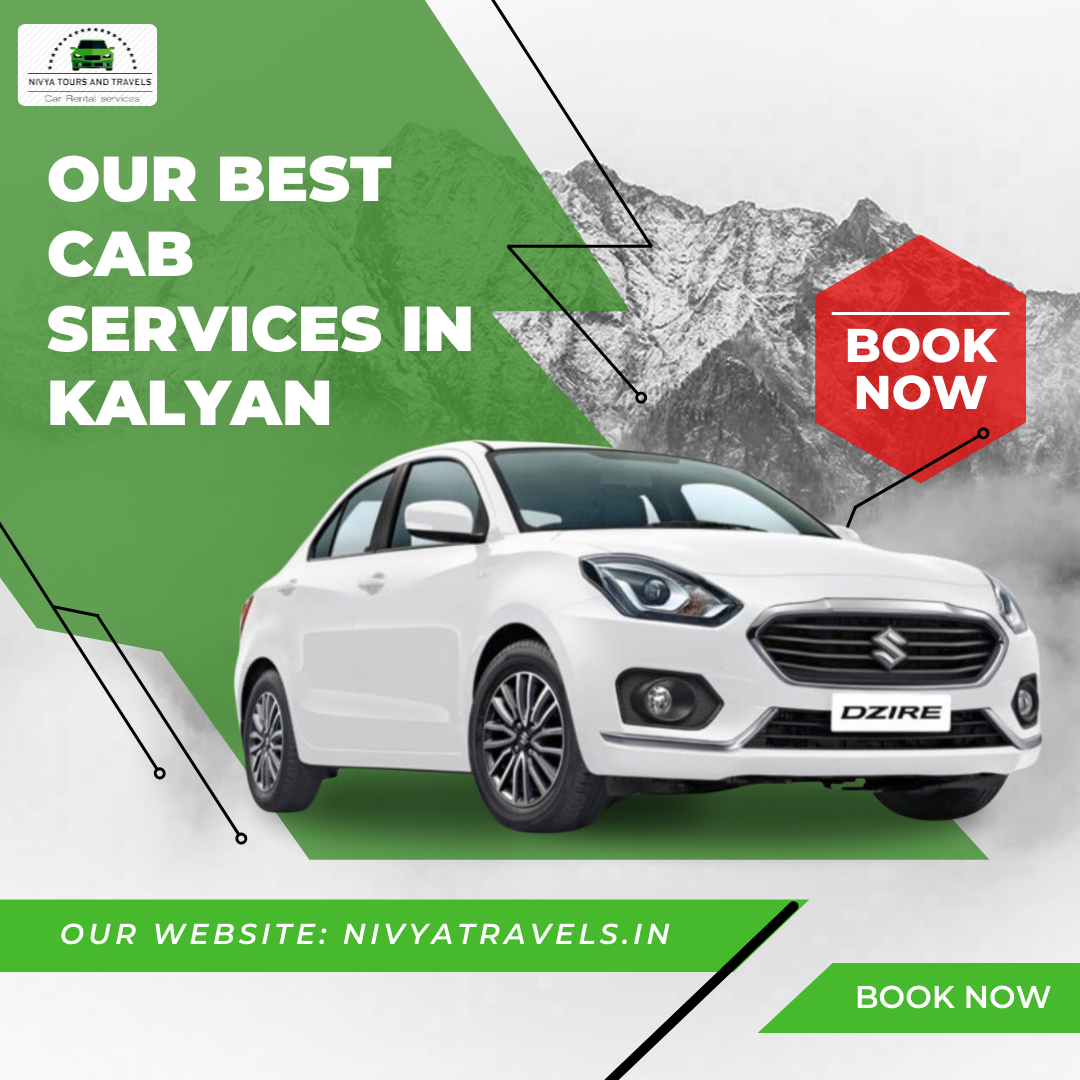 NIVYA TOURS AND TRAVELS
Car Rental services
OUR BEST
CAB
SERVICES IN
KALYAN
BOOK
NOW
DZIRE
OUR WEBSITE: NIVYATRAVELS.IN
BOOK NOW